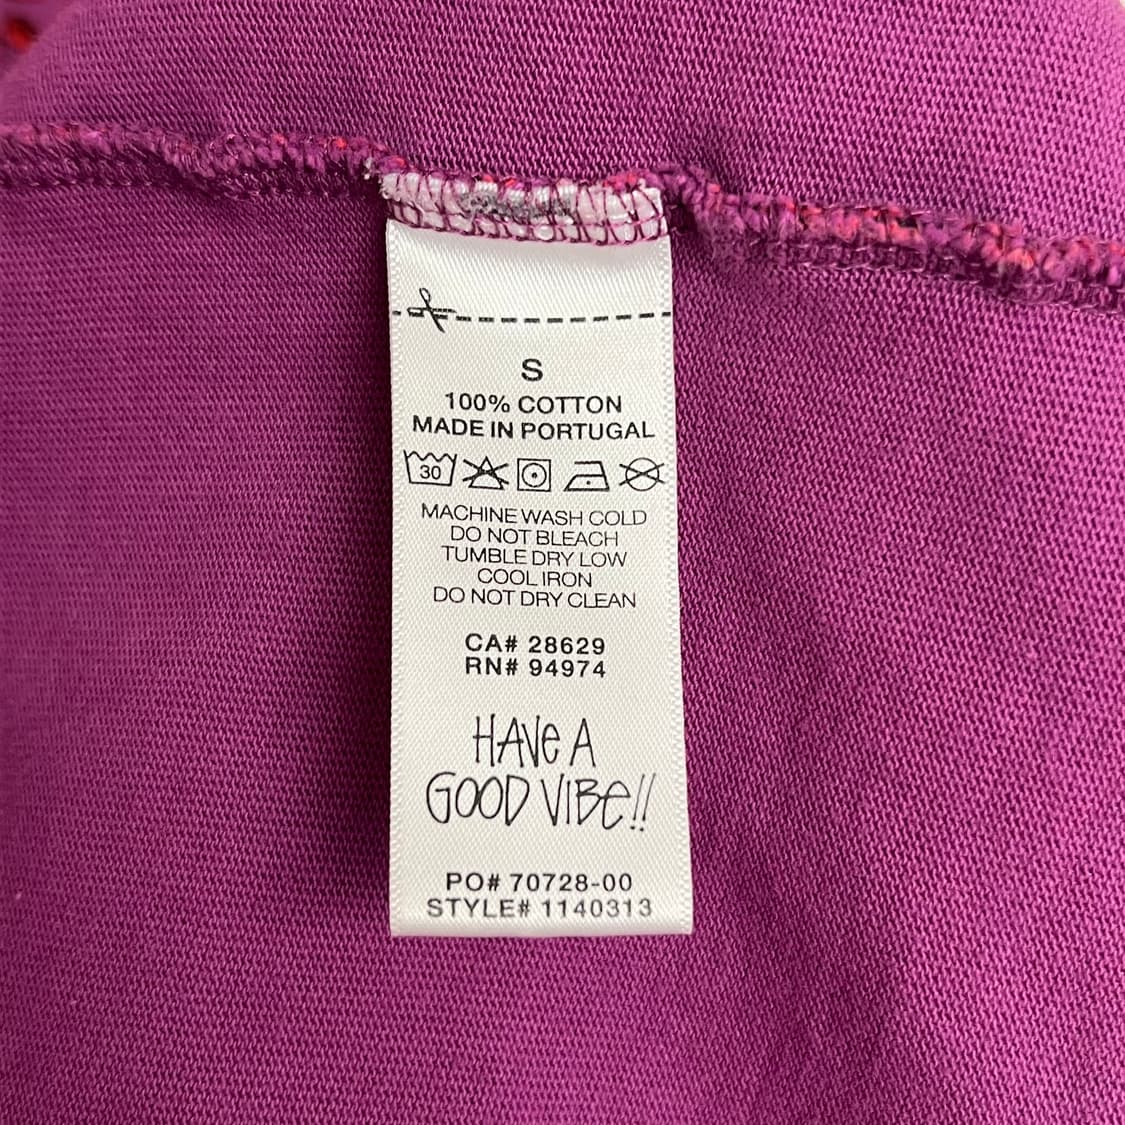 S
100% COTTON
MADE IN PORTUGAL
30
MACHINE WASH COLD
DO NOT BLEACH
TUMBLE DRY LOW
COOL IRON
DO NOT DRY CLEAN
CA# 28629
RN# 94974
HAVe A
GOOD VIBe!!
PO# 70728-00
STYLE# 1140313